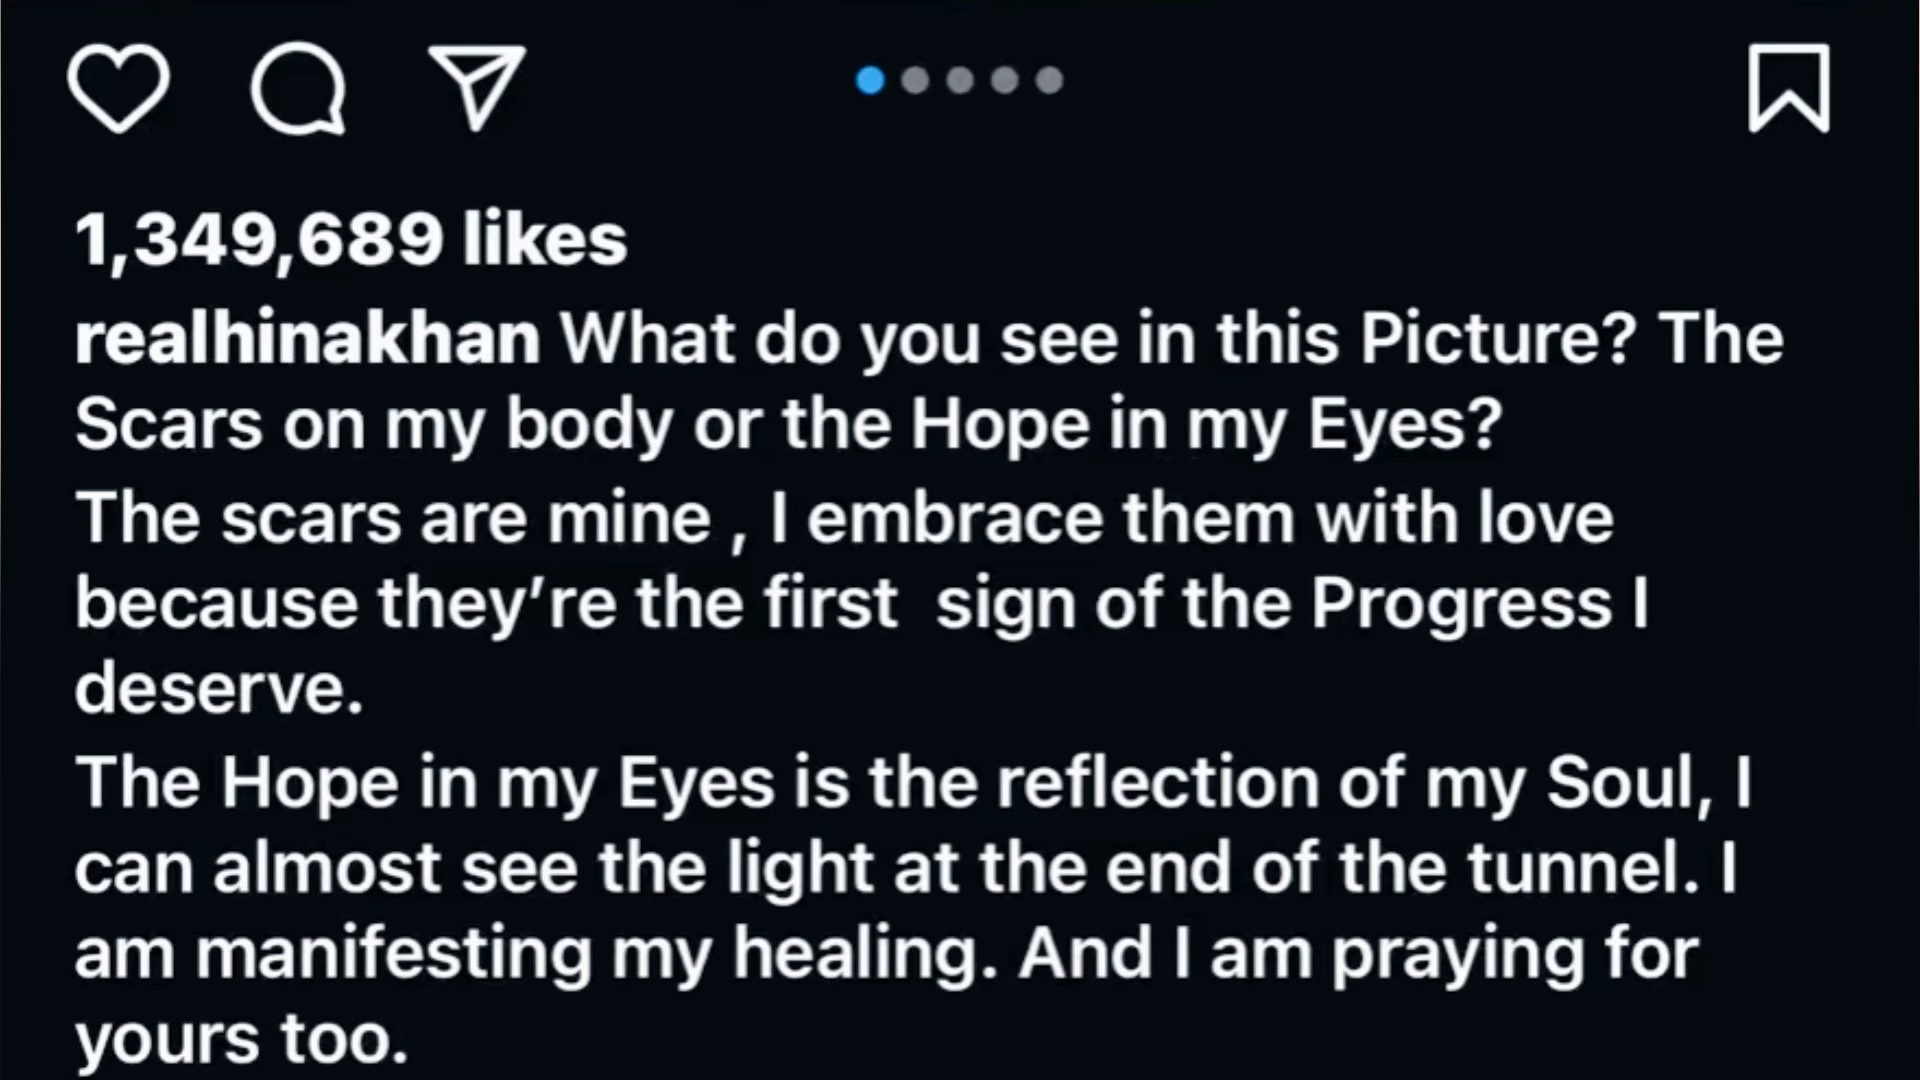 1,349,689 likes
realhinakhan What do you see in this Picture? The
Scars on my body or the Hope in my Eyes?
The scars are mine , I embrace them with love
because they’re the first  sign of the Progress I
deserve.
The Hope in my Eyes is the reflection of my Soul, I
can almost see the light at the end of the tunnel. I
am manifesting my healing. And I am praying for
yours too.